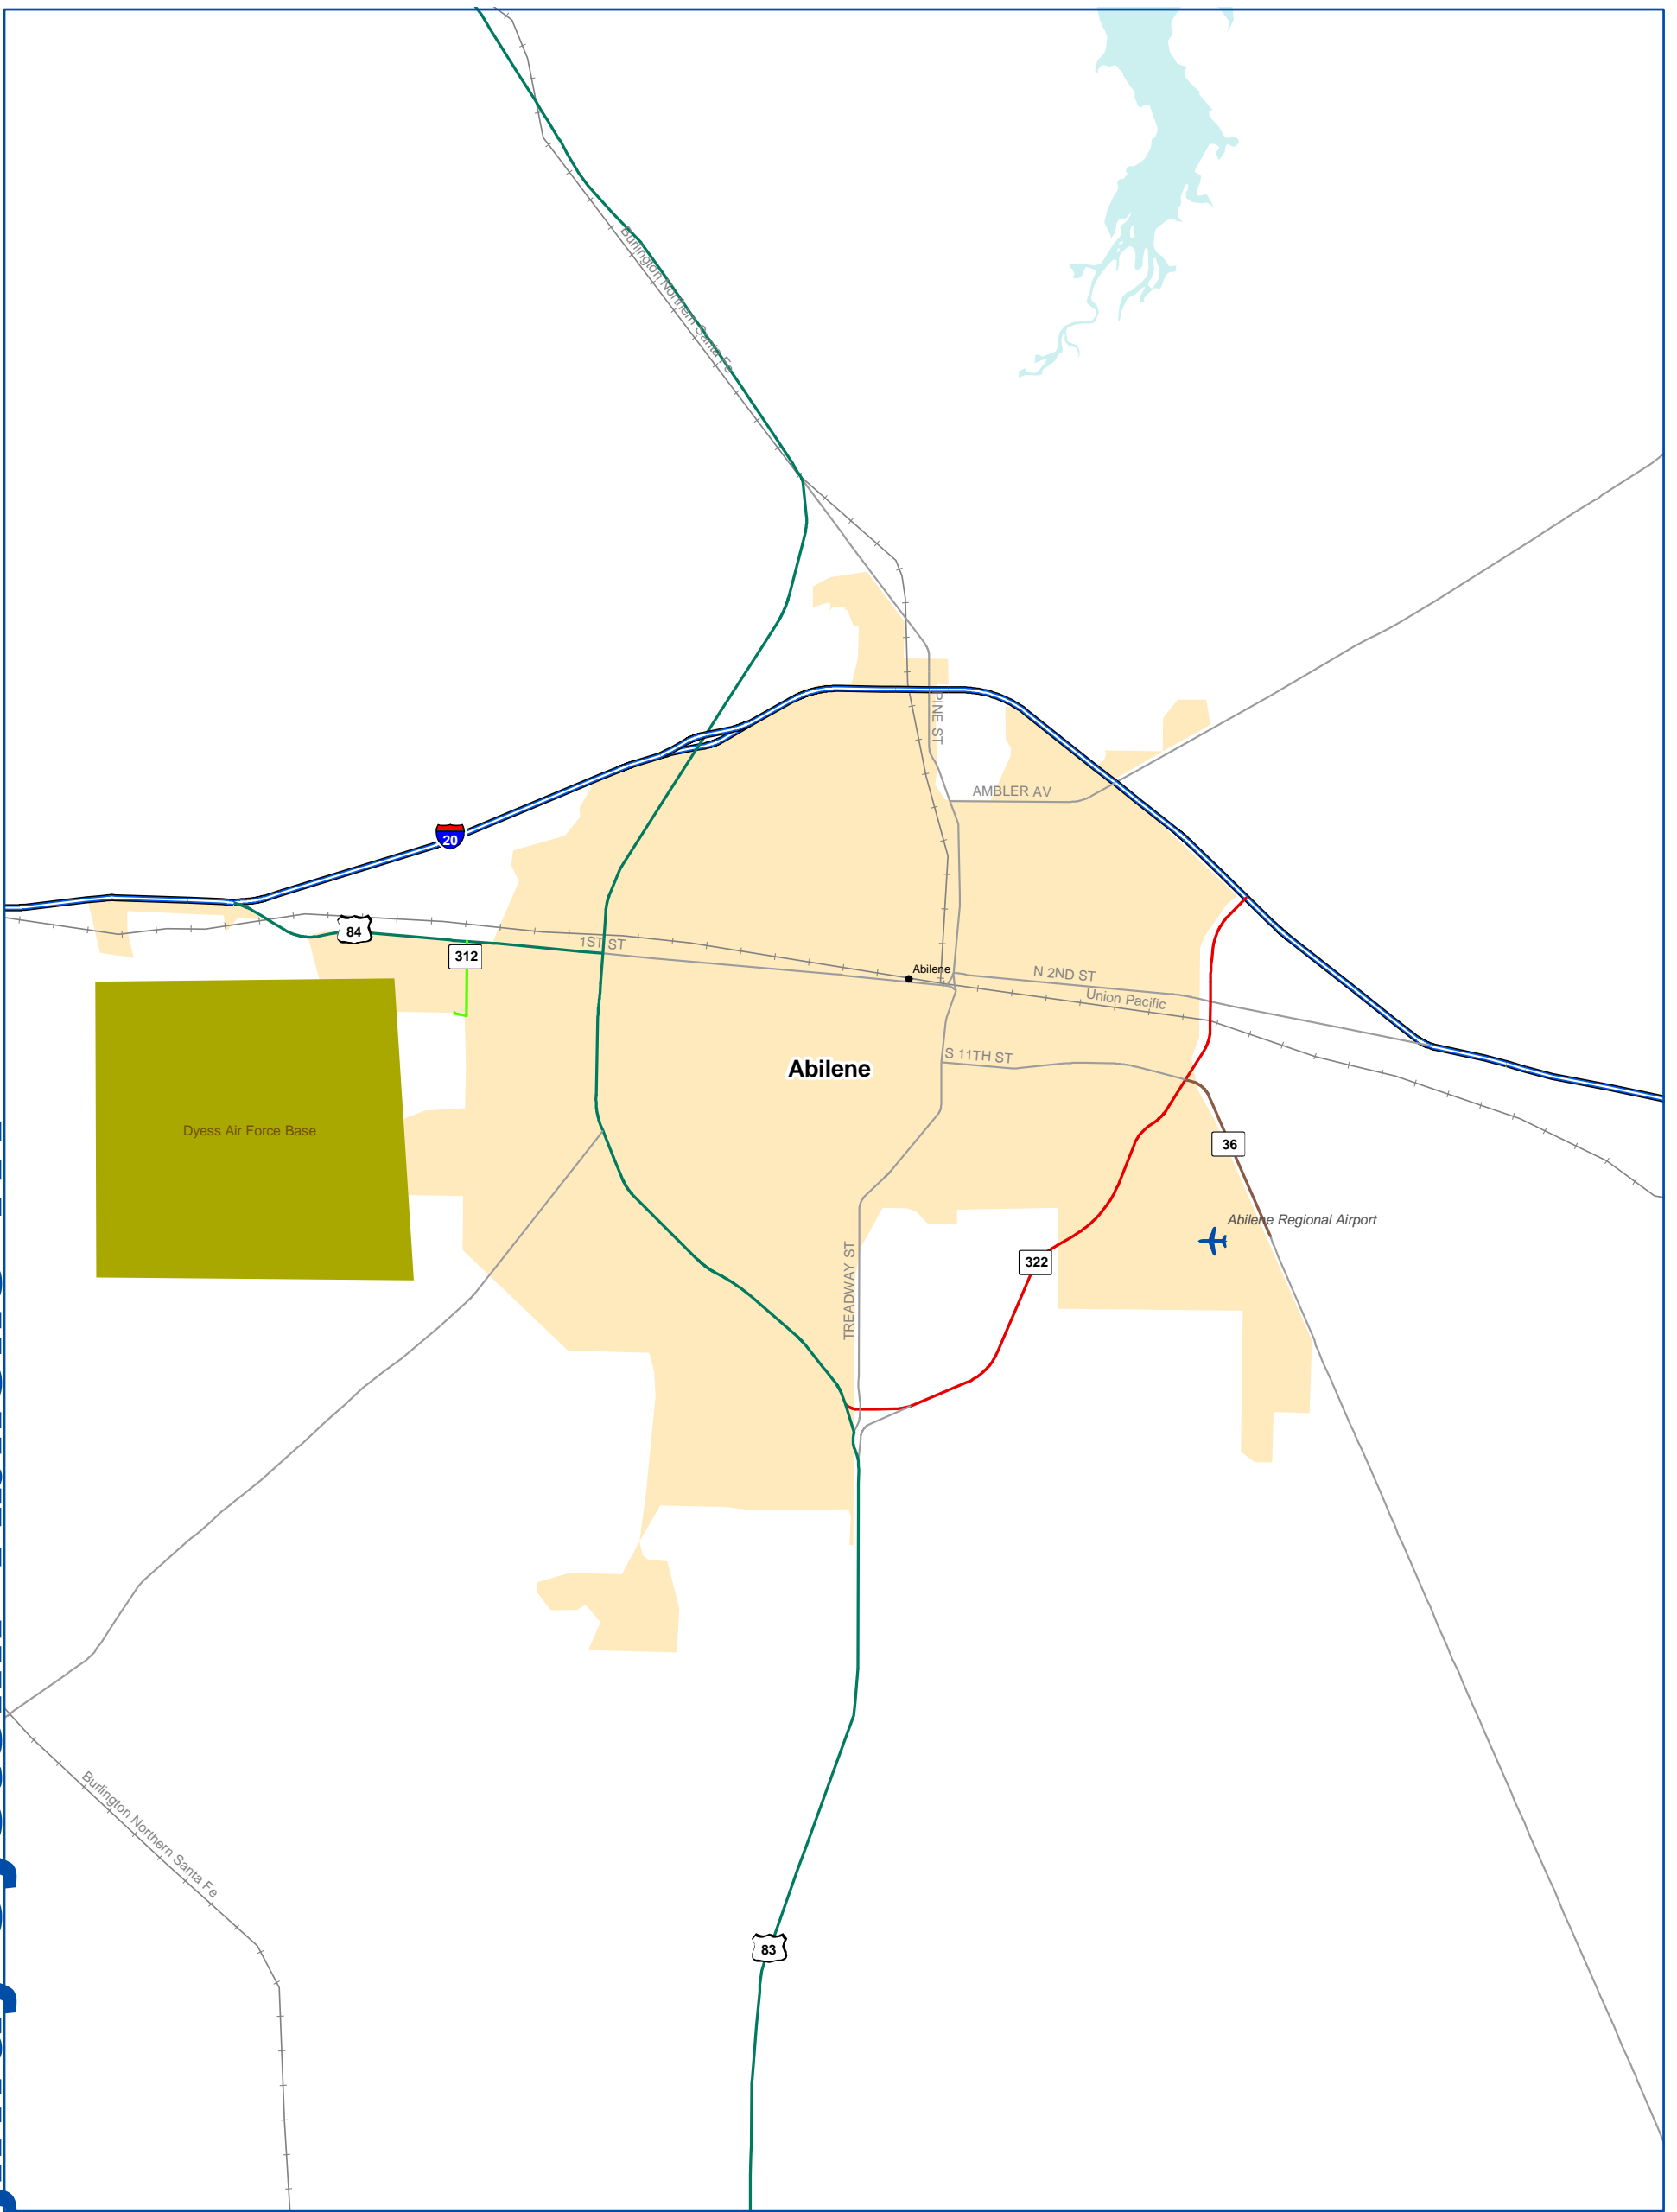 Burlington Northern Santa Fe
PINE ST
AMBLER AV
20
84
1ST ST
312
Abilene
N 2ND ST
Union Pacific
S 11TH ST
Abilene
Dyess Air Force Base
36
Abilene Regional Airport
322
TREADWAY ST
Burlington Northern Santa Fe
83